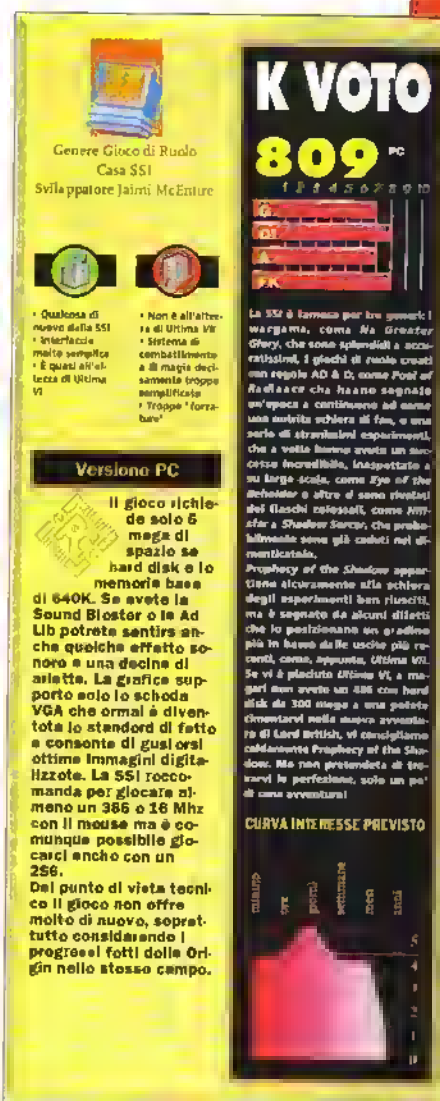 Genere Gioco di Ruolo
Casa SSI
Sviluppatore Jaimi McEntire
• Qualcosa di
nuovo dalla SSI
• Interfaccia
molto semplice
• È quasi all'al-
tezza di Ultima
VI
• Non è all'altez-
za di Ultima VII
• Sistema di
combattimento
e di magia deci-
samente troppo
semplificato
• Troppe "forza-
ture"
Versione PC
Il gioco richie-
de solo 5
mega di
spazio se
hard disk e lo
memoria base
di 640K. Se avete la
Sound Blaster o la Ad
Lib potrete sentirs an-
che qualche effetto so-
noro e una decina di
ariette. La grafica sup-
porto solo lo scheda
VGA che ormai è diven-
tota lo standord di fatto
e consente di gustarsi
ottime immagini digita-
lizzate. La SSI racco-
manda per giocare al-
meno un 386 o 16 Mhz
con il mouse ma è co-
munque possibile gio-
carci anche con un
286.
Dal punto di vista tecni-
co il gioco non offre
molto di nuovo, soprat-
tutto considerando i
progressi fatti dalla Ori-
gin nello stesso campo.
K VOTO
809 PC
1 2 3 4 5 6 7 8 9 10
G.
DI
A.
FK
La SSI è famosa per tre generi: i
wargame, come No Greater
Glory, che sono splendidi e accu-
ratissimi, i giochi di ruolo creati
con regole AD & D, come Pool of
Radiance che hanno segnato
un'epoca e continuano ad avere
una nutrita schiera di fan, e una
serie di stranissimi esperimenti,
che a volte hanno avuto un suc-
cesso incredibile, inaspettato e
su larga scala, come Eye of the
Beholder e altre si sono rivelati
dei fiaschi colossali, come Hill-
sfar e Shadow Sorcer, che proba-
bilmente sono già caduti nel di-
menticatoio.
Prophecy of the Shadow appar-
tiene sicuramente alla schiera
degli esperimenti ben riusciti,
ma è segnato da alcuni difetti
che lo posizionano un gradino
più in basso delle uscite più re-
centi, come, appunto, Ultima VII.
Se vi è piaciuto Ultima VI, e ma-
gari non avete un 486 con hard
disk da 300 mega e una potete
cimentarvi nella nuova avventu-
ra di Lord British, vi consigliamo
caldamente Prophecy of the Sha-
dow. Ma non pretendete di tro-
varvi la perfezione, solo un po'
di sana avventura!
CURVA INTERESSE PREVISTO
minuto
ore
giorni
settimane
mesi
anni